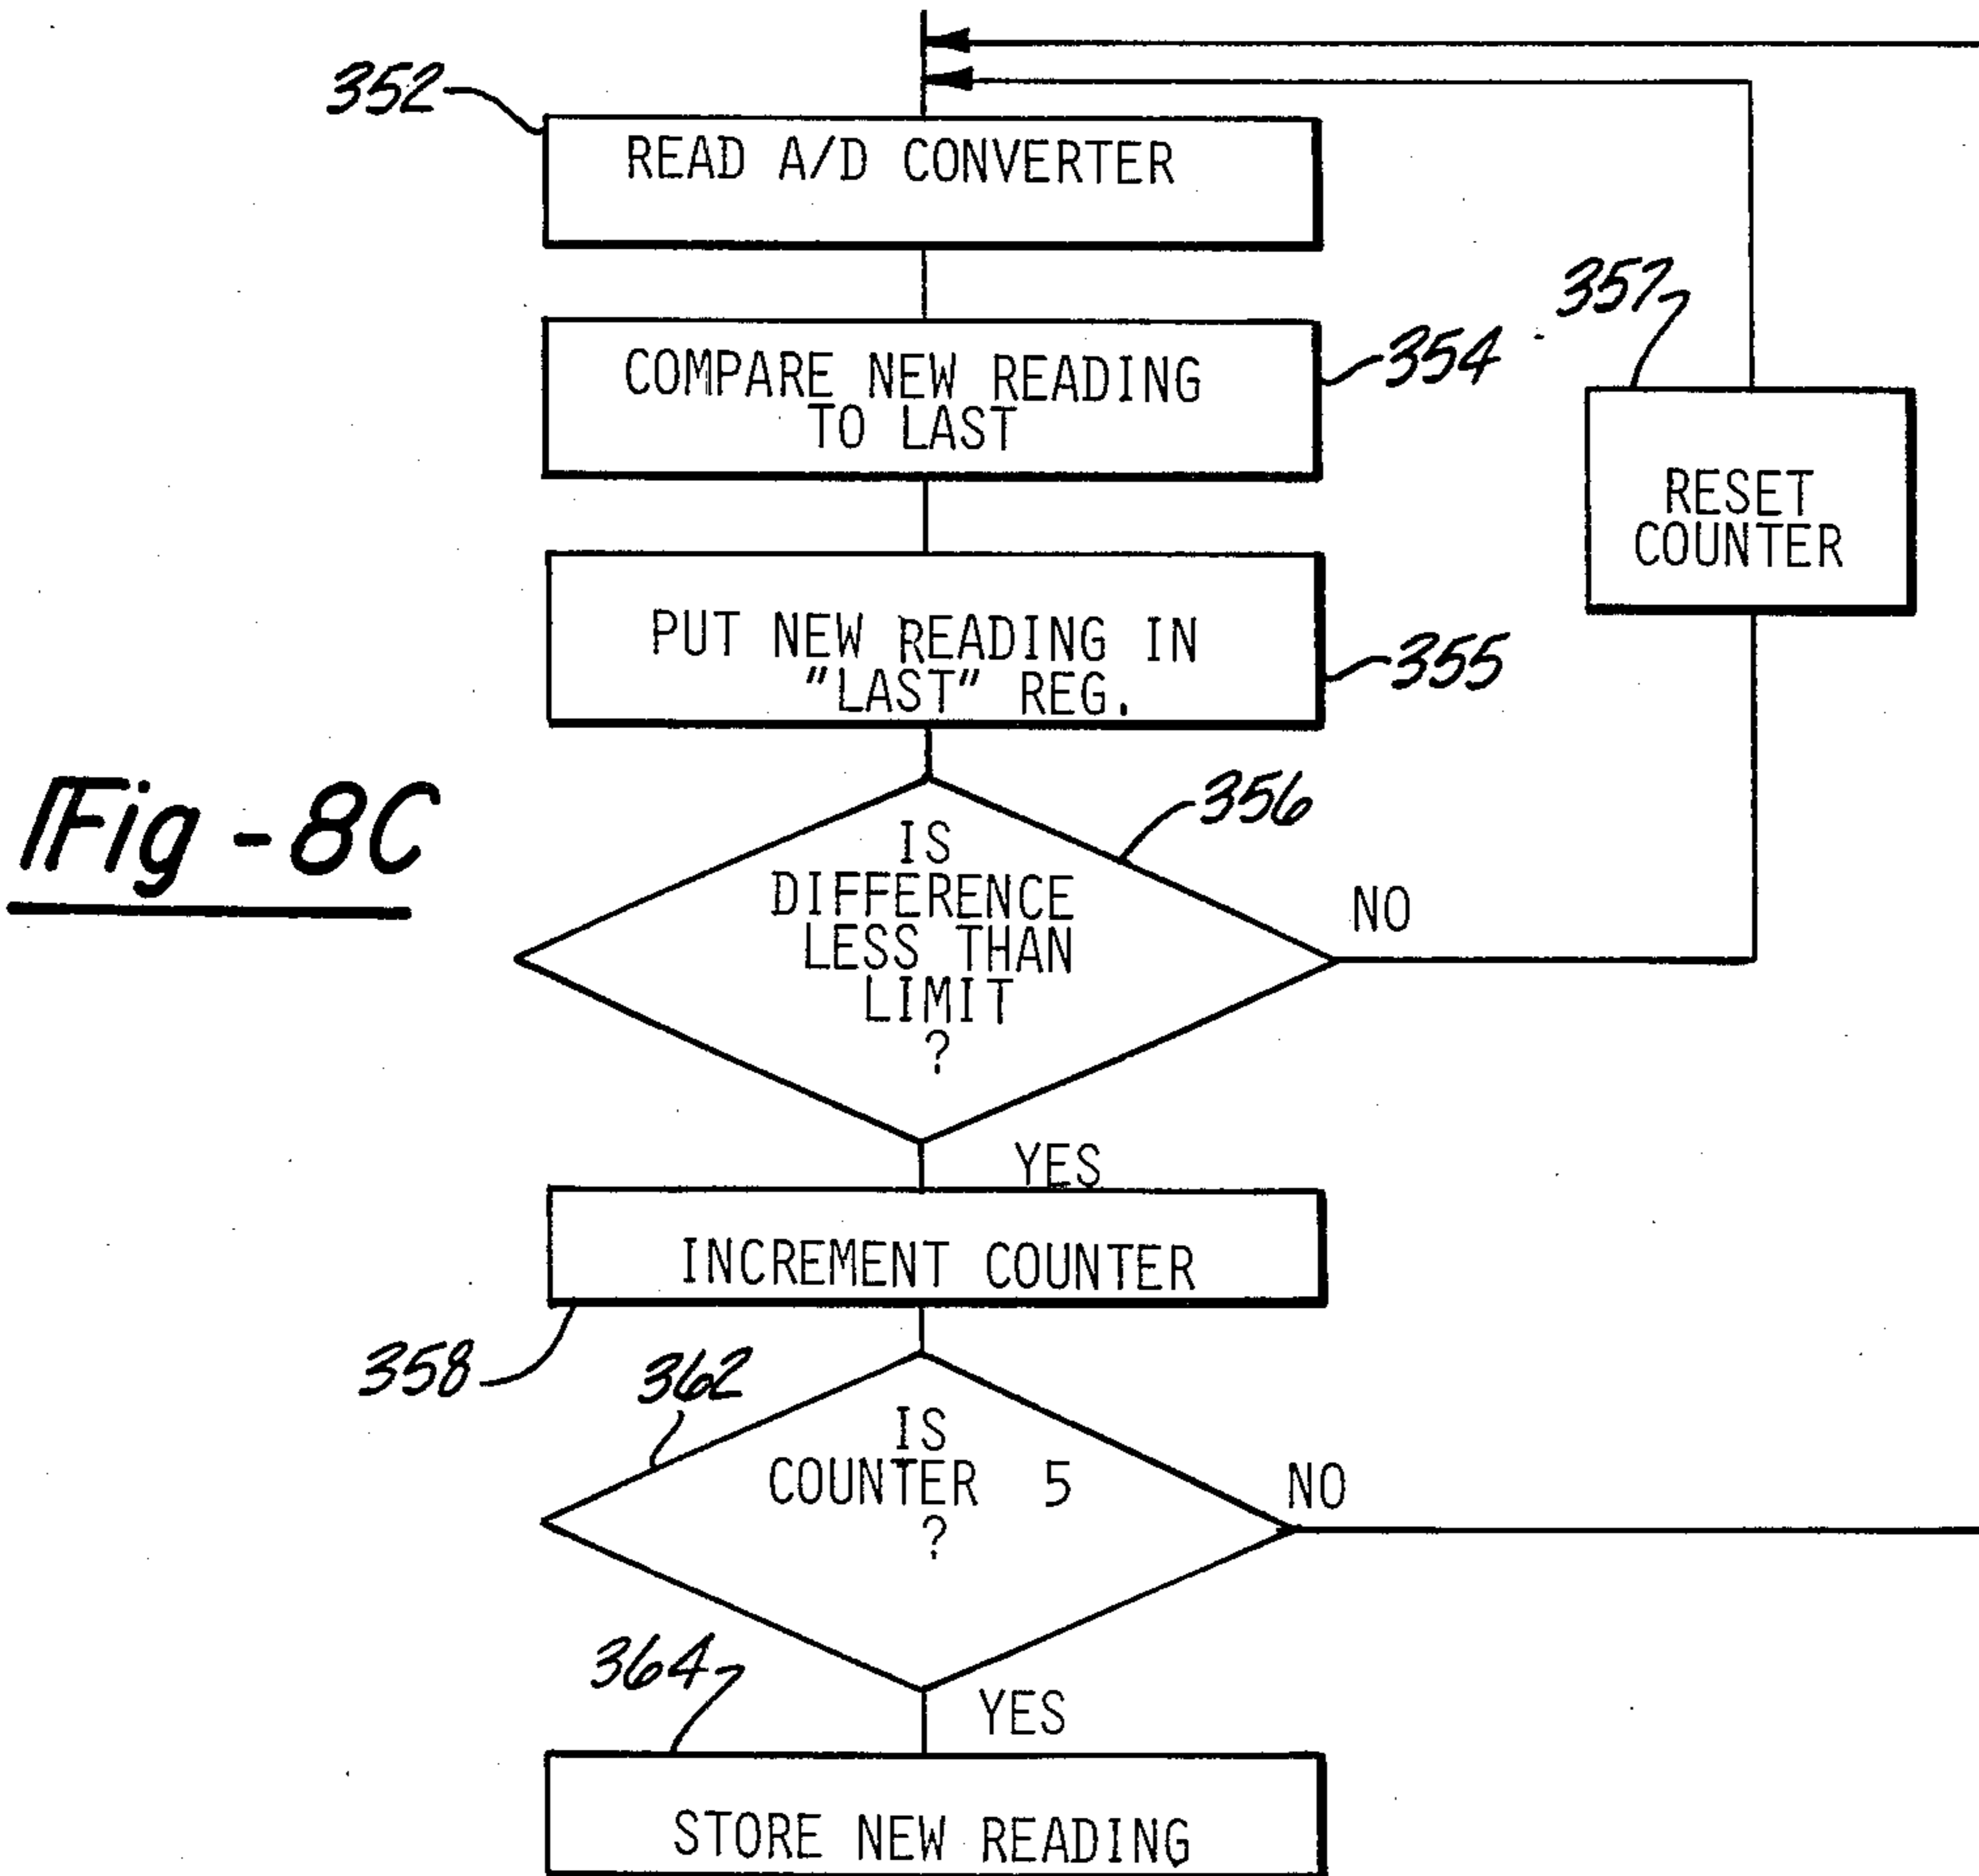 352
READ A/D CONVERTER
COMPARE NEW READING
TO LAST
354
357
RESET
COUNTER
PUT NEW READING IN
"LAST" REG.
355
Fig-8C
356
IS
DIFFERENCE
LESS THAN
LIMIT
?
NO
YES
INCREMENT COUNTER
358
362
IS
COUNTER 5
?
NO
364
YES
STORE NEW READING